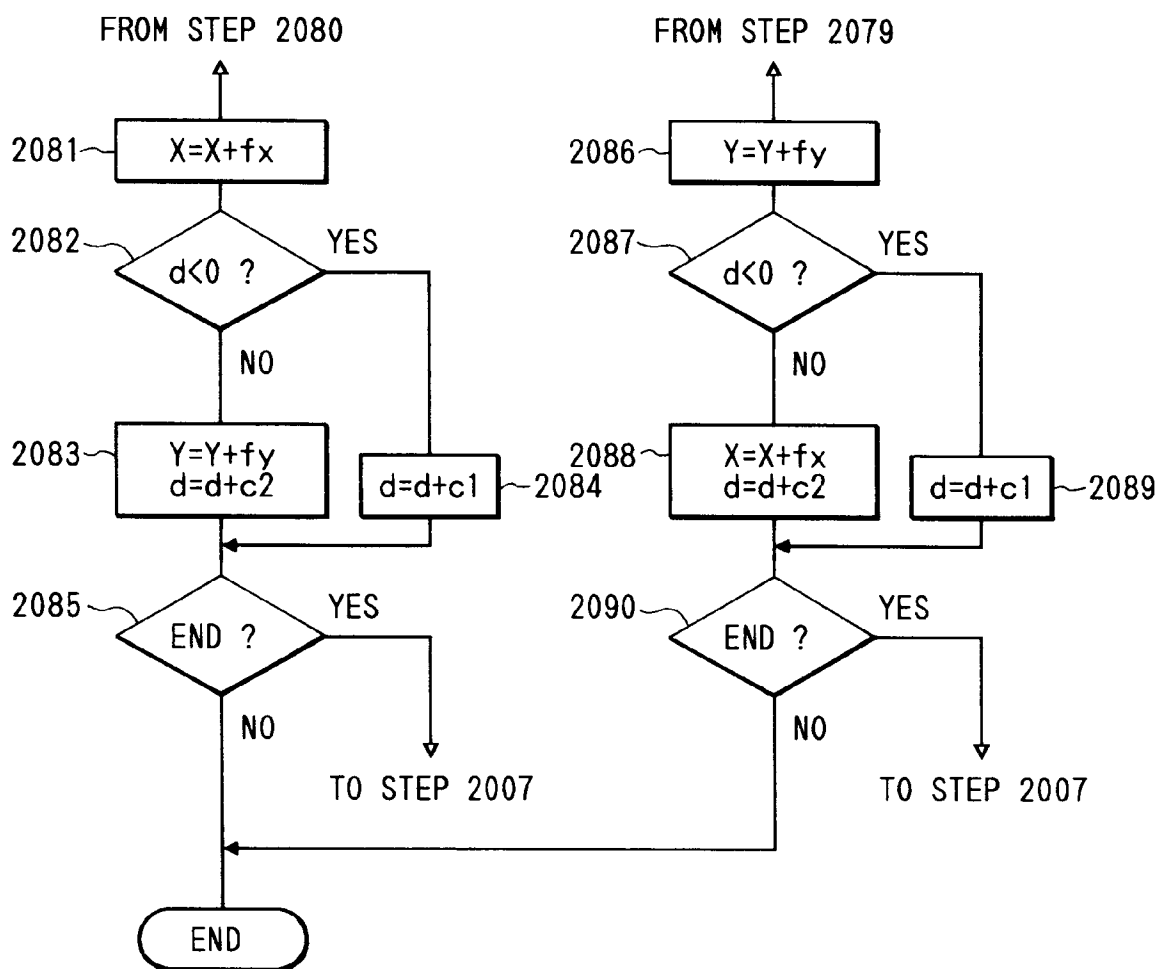 FROM STEP 2080
2081
X=X+fx
2082
d<0 ?
YES
NO
2083
Y=Y+fy
d=d+c2
d=d+c1
2084
2085
END ?
YES
NO
TO STEP 2007
END
FROM STEP 2079
2086
Y=Y+fy
2087
d<0 ?
YES
NO
2088
X=X+fx
d=d+c2
d=d+c1
2089
2090
END ?
YES
NO
TO STEP 2007